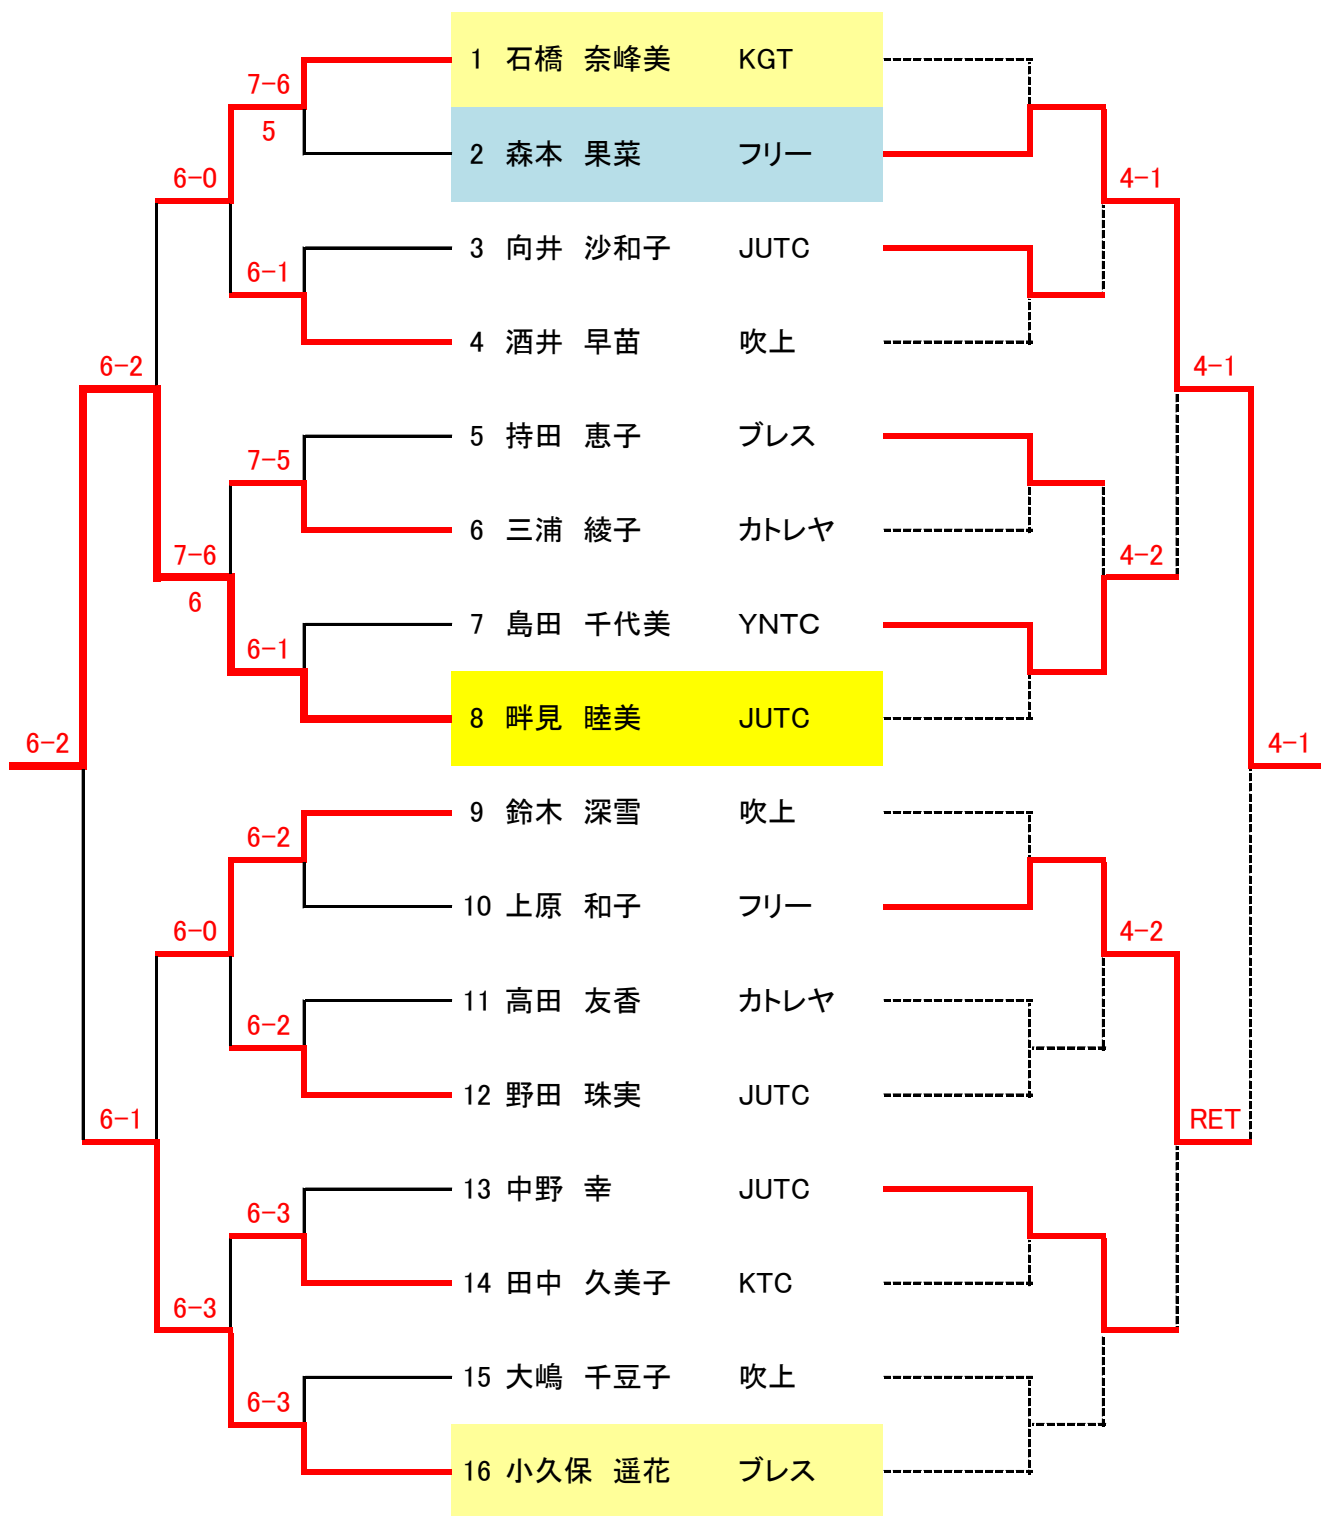 1 石橋 奈峰美 KGT
7-6
5
2 森本 果菜 フリー
6-0 4-1
3 向井 沙和子 JUTC
6-1
4 酒井 早苗 吹上
6-2 4-1
5 持田 恵子 ブレス
7-5
6 三浦 綾子 カトレヤ
7-6 4-2
6
7 島田 千代美 YNTC
6-1
8 畔見 睦美 JUTC
6-2 4-1
9 鈴木 深雪 吹上
6-2
10 上原 和子 フリー
6-0 4-2
11 高田 友香 カトレヤ
6-2
12 野田 珠実 JUTC
6-1 RET
13 中野 幸 JUTC
6-3
14 田中 久美子 KTC
6-3
15 大嶋 千豆子 吹上
6-3
16 小久保 遥花 ブレス